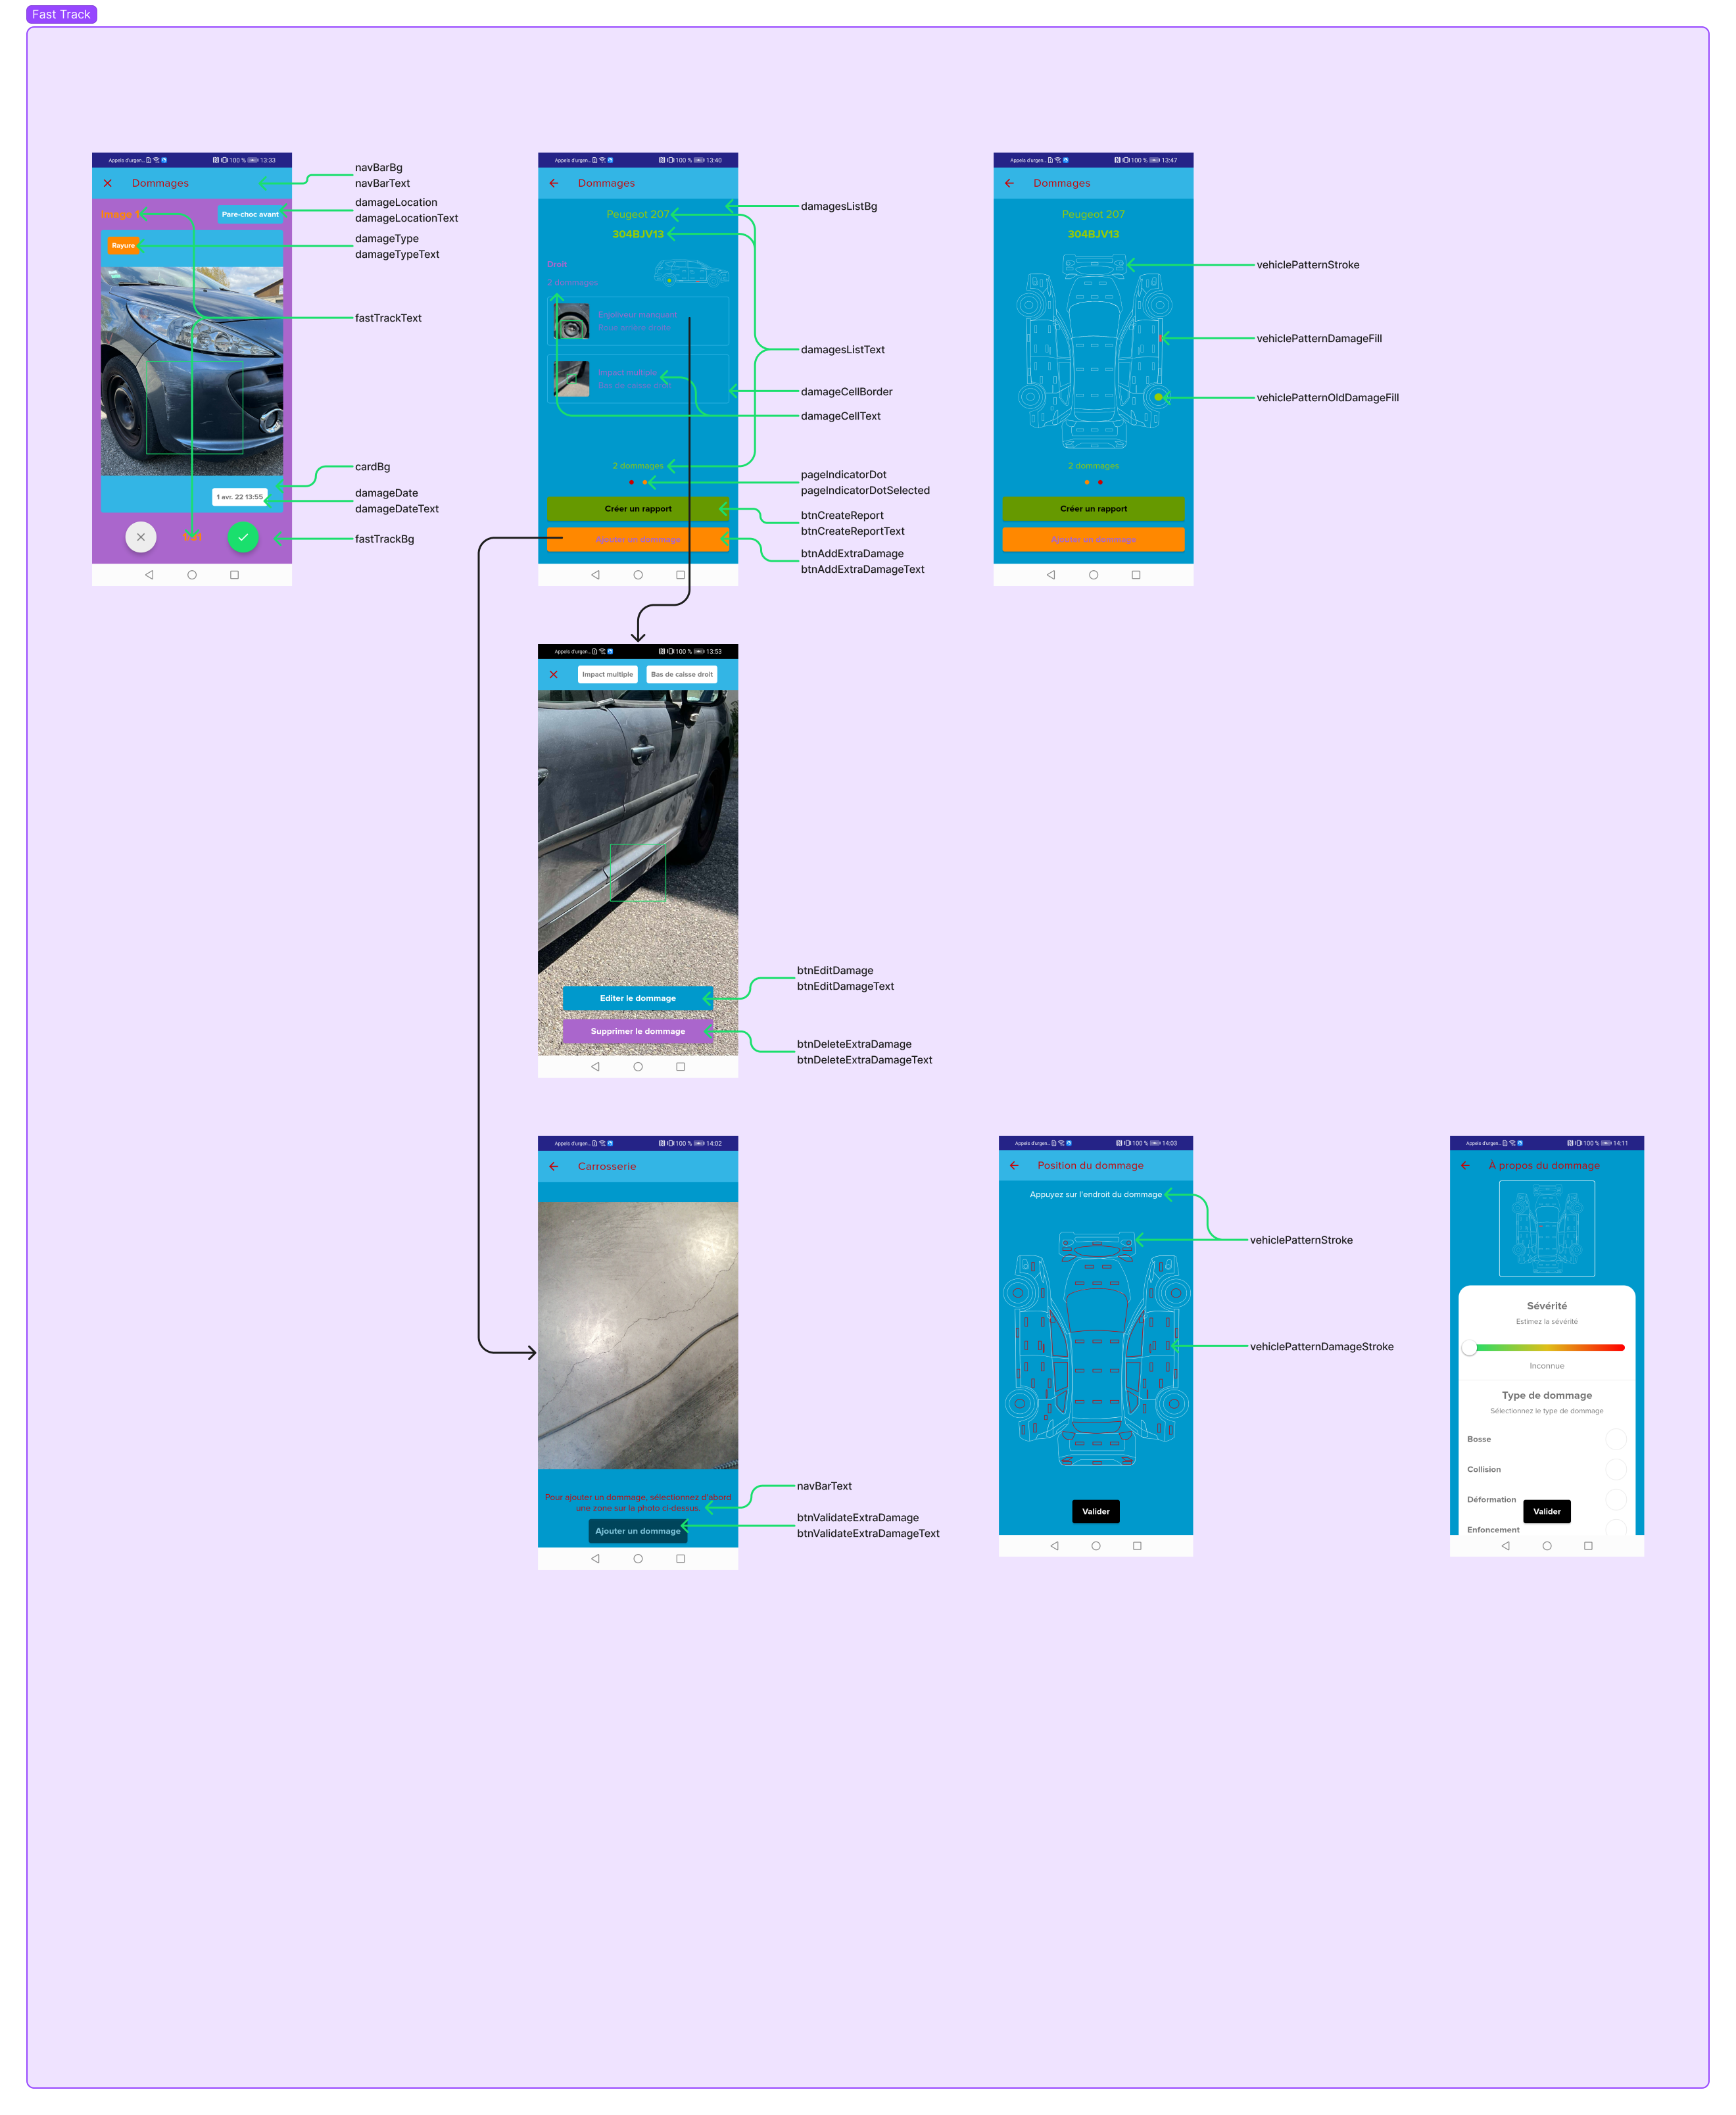 Fast Track
Appels d'urgen.. 100 % 13:33
Dommages
Image 1
Pare-choc avant
Rayure
1 avr. 22 13:55
navBarBg
navBarText
damageLocation
damageLocationText
damageType
damageTypeText
fastTrackText
cardBg
damageDate
damageDateText
fastTrackBg
Appels d'urgen.. 100 % 13:40
Dommages
Peugeot 207
304BJV13
Droit
2 dommages
Impact multiple
Bas de caisse droit
2 dommages
Créer un rapport
Ajouter un dommage
damagesListBg
damagesListText
damageCellBorder
damageCellText
pageIndicatorDot
pageIndicatorDotSelected
btnCreateReport
btnCreateReportText
btnAddExtraDamage
btnAddExtraDamageText
Appels d'urgen.. 100 % 13:47
Dommages
Peugeot 207
304BJV13
2 dommages
Créer un rapport
Ajouter un dommage
vehiclePatternStroke
vehiclePatternDamageFill
vehiclePatternOldDamageFill
Appels d'urgen.. 100 % 13:53
Impact multiple
Bas de caisse droit
Editer le dommage
Supprimer le dommage
btnEditDamage
btnEditDamageText
btnDeleteExtraDamage
btnDeleteExtraDamageText
Appels d'urgen.. 100 % 14:02
Carrosserie
Pour ajouter un dommage, sélectionnez d'abord
une zone sur la photo ci-dessus.
Ajouter un dommage
navBarText
btnValidateExtraDamage
btnValidateExtraDamageText
Appels d'urgen.. 100 % 14:03
Position du dommage
Appuyez sur l'endroit du dommage
Valider
vehiclePatternStroke
vehiclePatternDamageStroke
Appels d'urgen.. 100 % 14:11
À propos du dommage
Sévérité
Estimez la sévérité
Inconnue
Type de dommage
Sélectionnez le type de dommage
Bosse
Collision
Déformation
Valider
Enfoncement